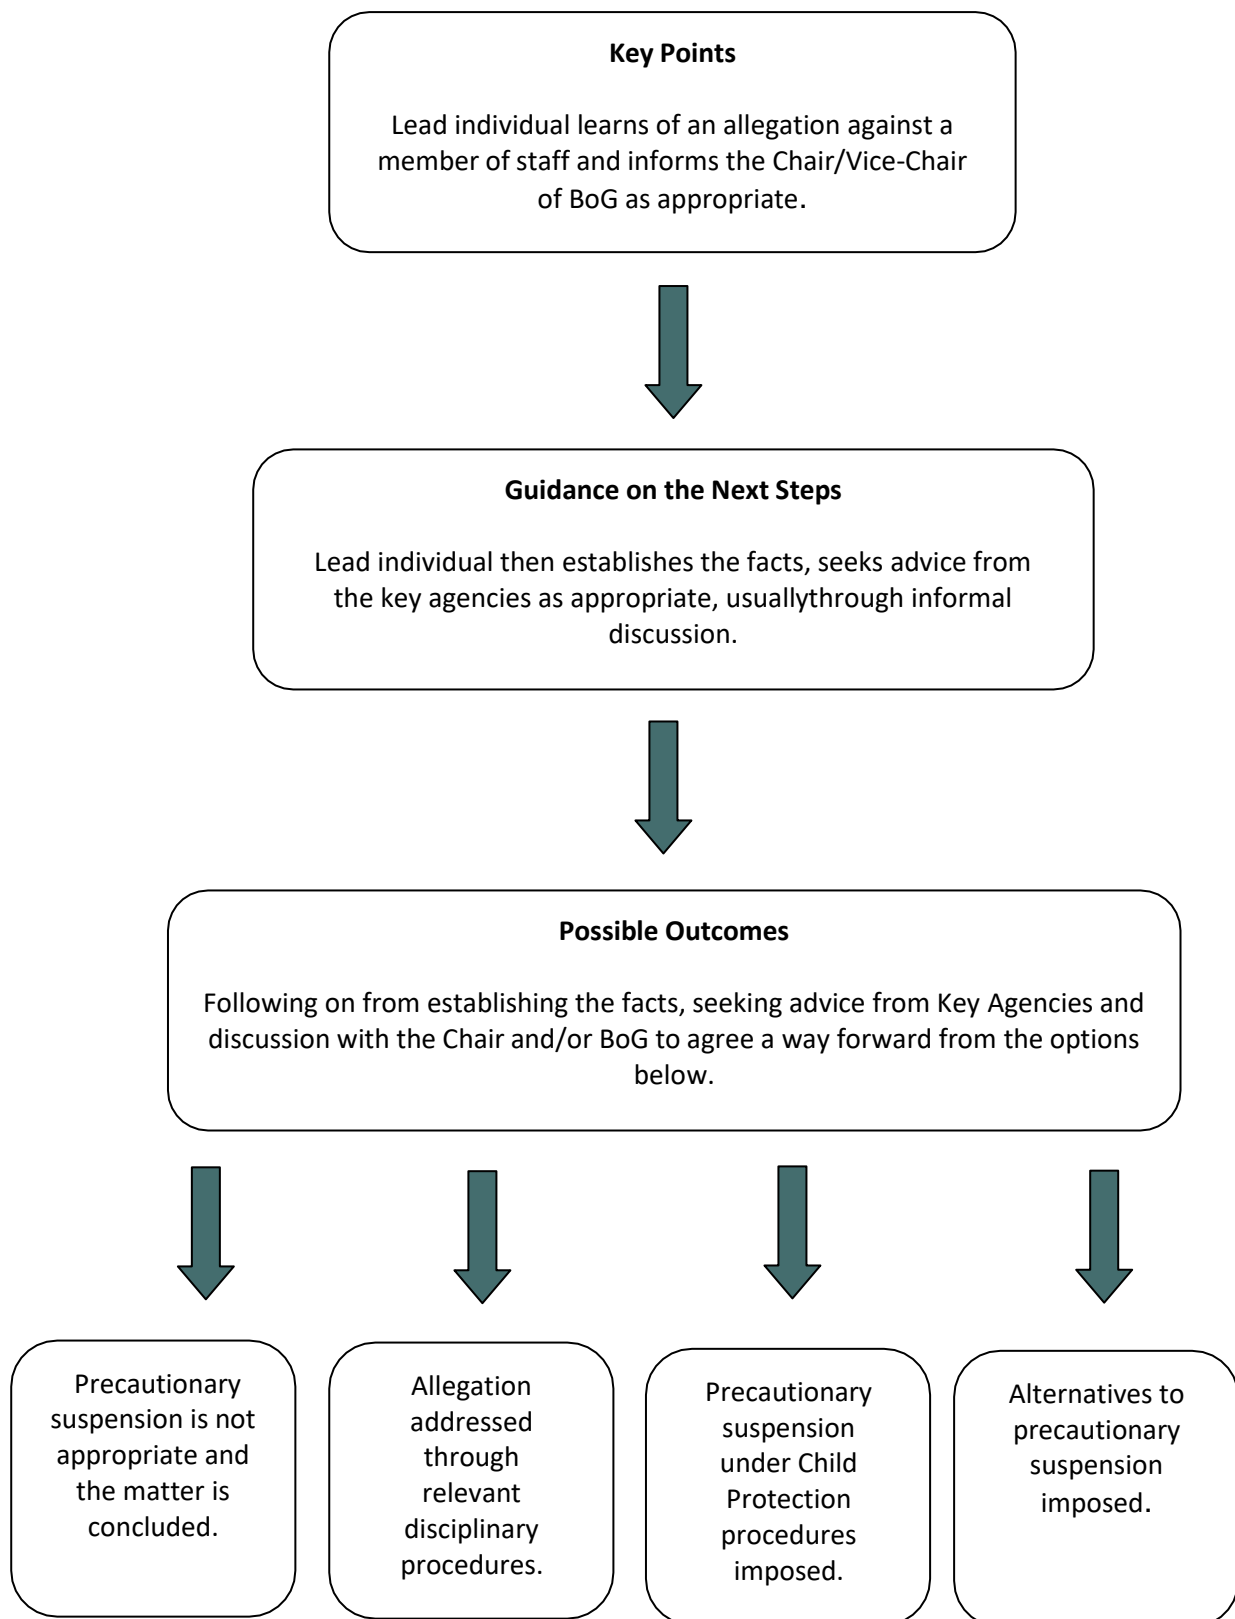 Key Points
Lead individual learns of an allegation against a
member of staff and informs the Chair/Vice-Chair
of BoG as appropriate.
Guidance on the Next Steps
Lead individual then establishes the facts, seeks advice from
the key agencies as appropriate, usuallythrough informal
discussion.
Possible Outcomes
Following on from establishing the facts, seeking advice from Key Agencies and
discussion with the Chair and/or BoG to agree a way forward from the options
below.
Precautionary
suspension is not
appropriate and
the matter is
concluded.
Allegation
addressed
through
relevant
disciplinary
procedures.
Precautionary
suspension
under Child
Protection
procedures
imposed.
Alternatives to
precautionary
suspension
imposed.